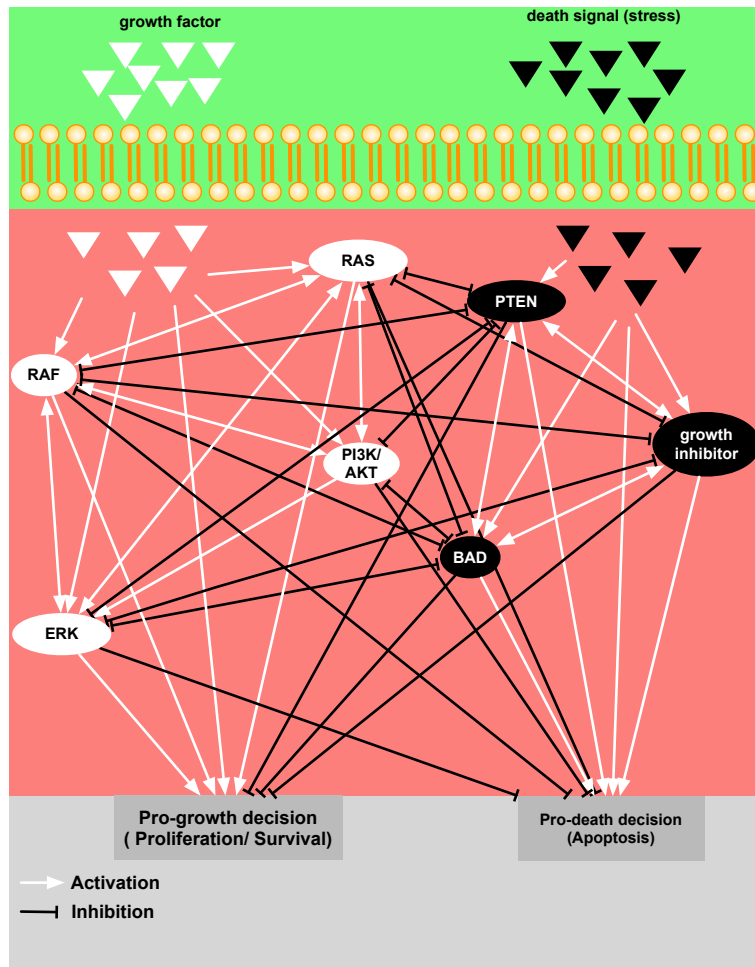 growth factor
death signal (stress)
RAS
PTEN
RAF
growth
inhibitor
PI3K/
AKT
BAD
ERK
Pro-growth decision
( Proliferation/ Survival)
Pro-death decision
(Apoptosis)
Activation
Inhibition